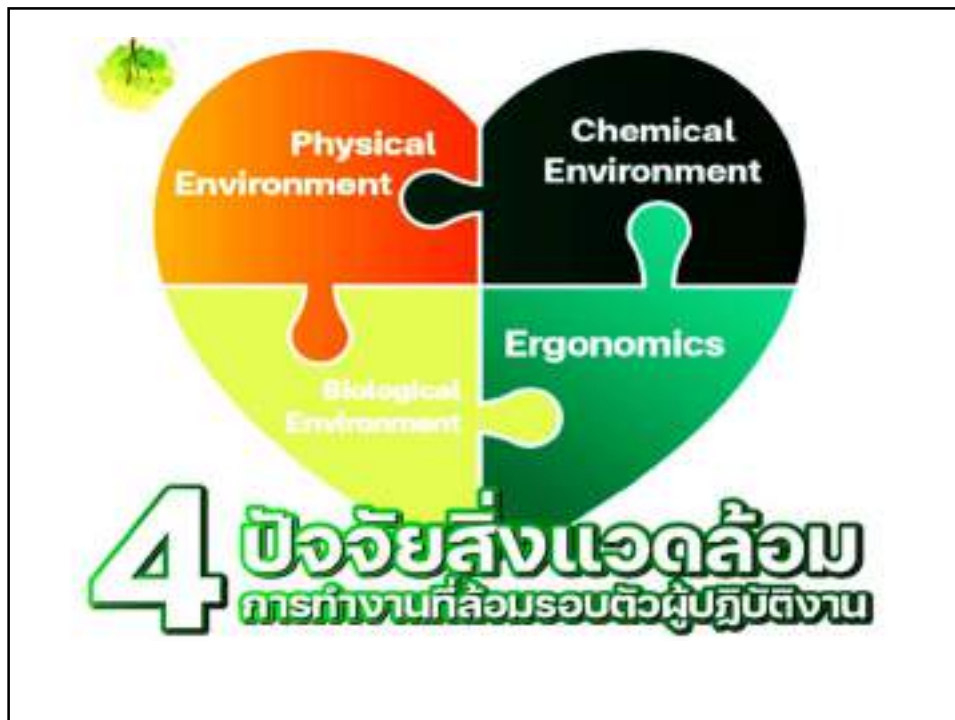 Physical
Environment
Chemical
Environment
Ergonomics
Biological
Environment
4 ปัจจัยสิ่งแวดล้อม
การทำงานที่ล้อมรอบตัวผู้ปฏิบัติงาน